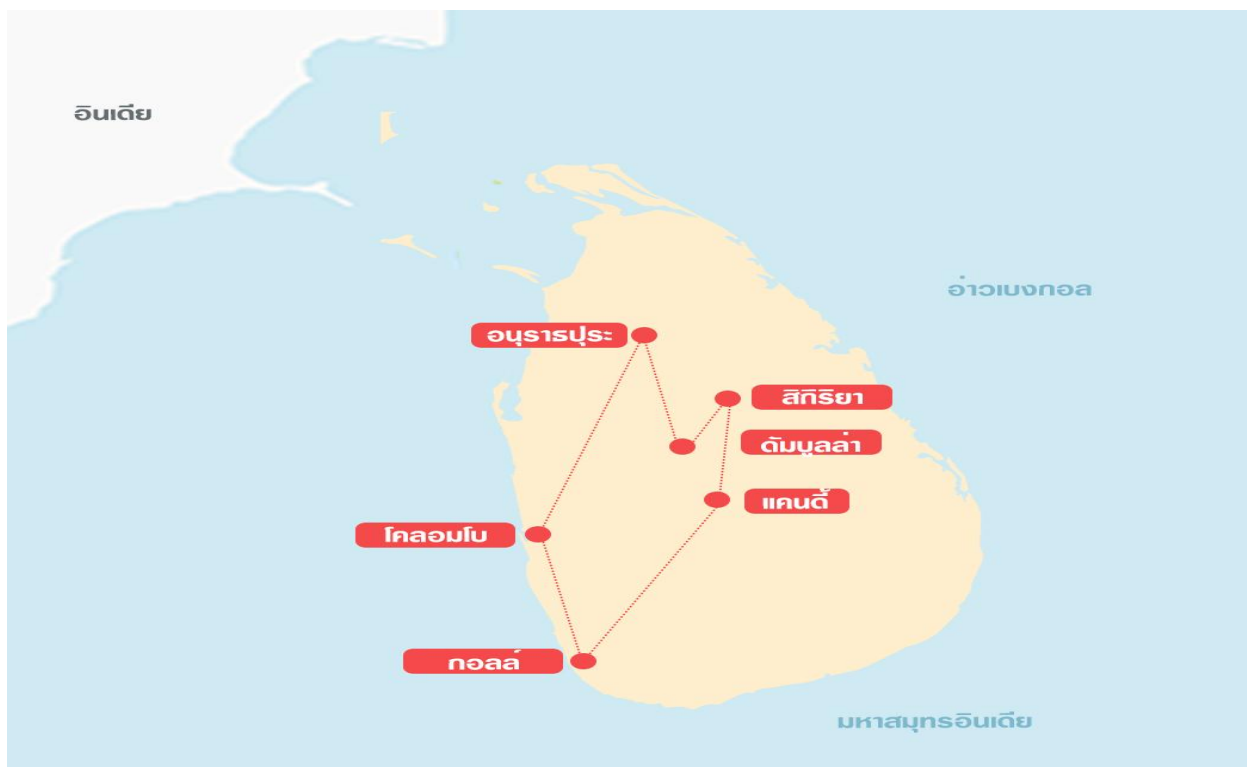 อินเดีย
อ่าวเบงกอล
อนุราธปุระ
สิกิริยา
ดัมบูลล่า
แคนดี้
โคลอมโบ
กอลล์
มหาสมุทรอินเดีย